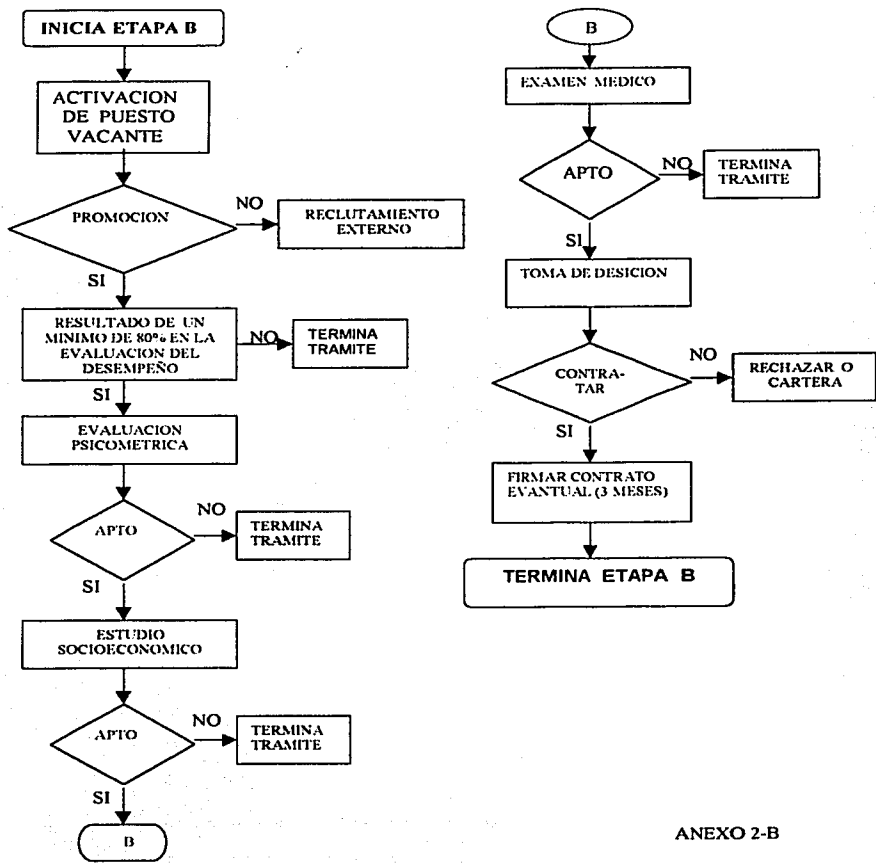 INICIA ETAPA B
ACTIVACION
DE PUESTO
VACANTE
PROMOCION
NO
RECLUTAMIENTO
EXTERNO
SI
RESULTADO DE UN
MINIMO DE 80% EN LA
EVALUACION DEL
DESEMPEÑO
NO
TERMINA
TRAMITE
SI
EVALUACION
PSICOMETRICA
APTO
NO
TERMINA
TRAMITE
SI
ESTUDIO
SOCIOECONOMICO
APTO
NO
TERMINA
TRAMITE
SI
B
B
EXAMEN MEDICO
APTO
NO
TERMINA
TRAMITE
SI
TOMA DE DESICION
CONTRA-
TAR
NO
RECHAZAR O
CARTERA
SI
FIRMAR CONTRATO
EVANTUAL (3 MESES)
TERMINA ETAPA B
ANEXO 2-B